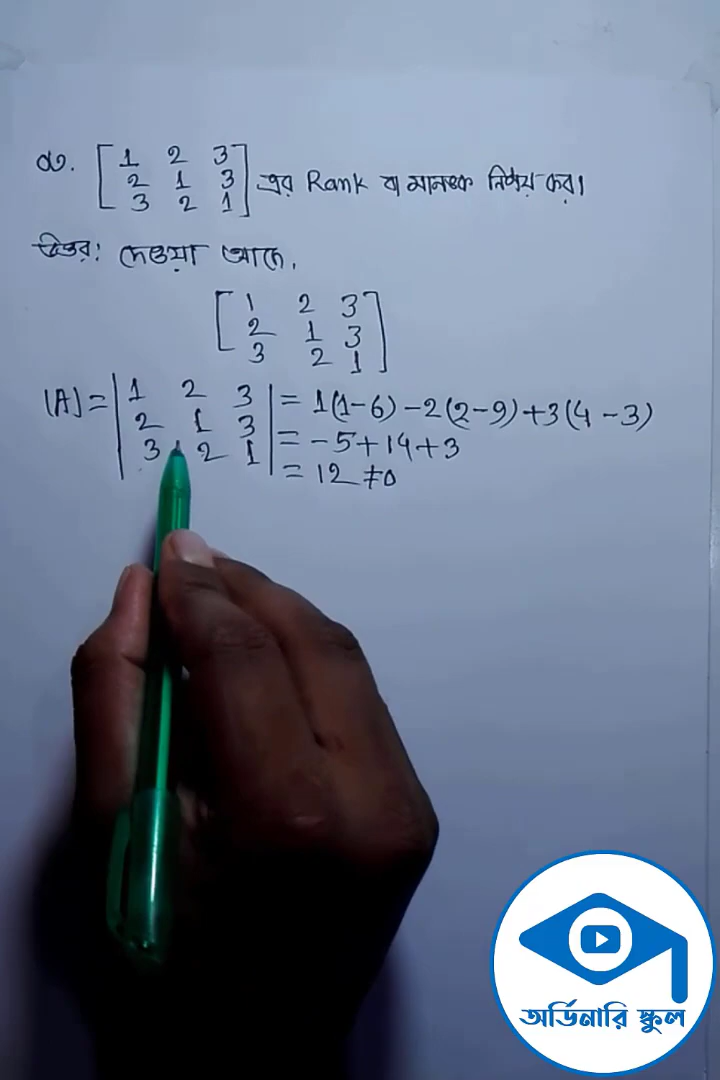 ৩. [1 2 3
2 1 3
3 2 1] এর Rank বা মানাঙ্ক নির্ণয় কর।
উত্তর: দেওয়া আছে,
[1 2 3
2 1 3
3 2 1]
|A| = |1 2 3
2 1 3
3 2 1| = 1(1-6) -2(2-9) +3(4-3)
= -5+14+3
= 12 ≠0
অর্ডিনারি স্কুল